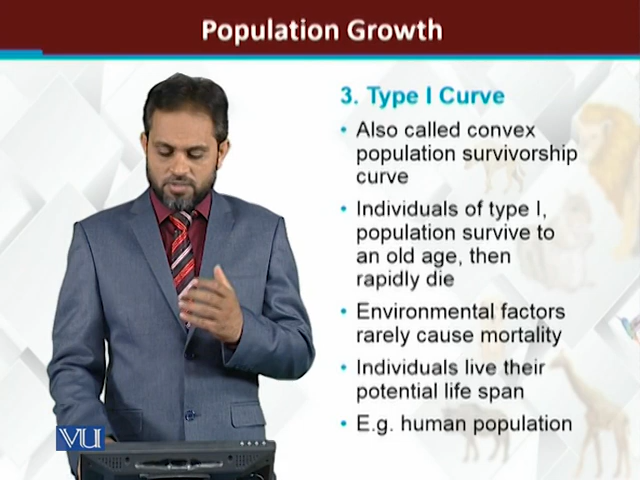 Population Growth
3. Type I Curve
• Also called convex
population survivorship
curve
• Individuals of type I,
population survive to
an old age, then
rapidly die
• Environmental factors
rarely cause mortality
• Individuals live their
potential life span
• E.g. human population
VU